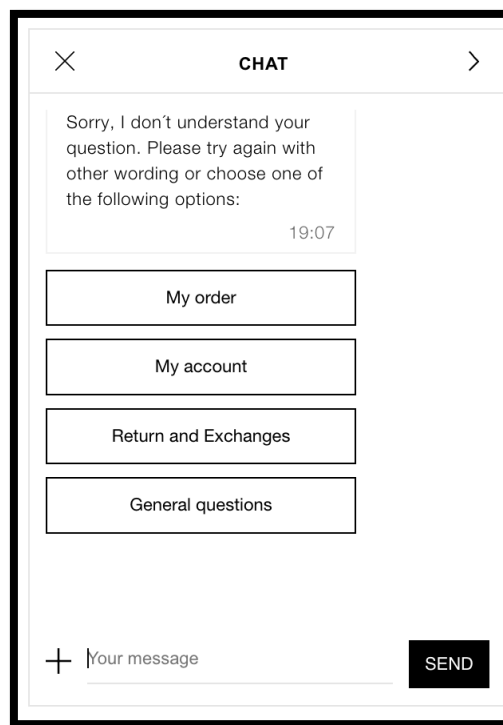 CHAT
Sorry, I don´t understand your
question. Please try again with
other wording or choose one of
the following options:
19:07
My order
My account
Return and Exchanges
General questions
Your message
SEND